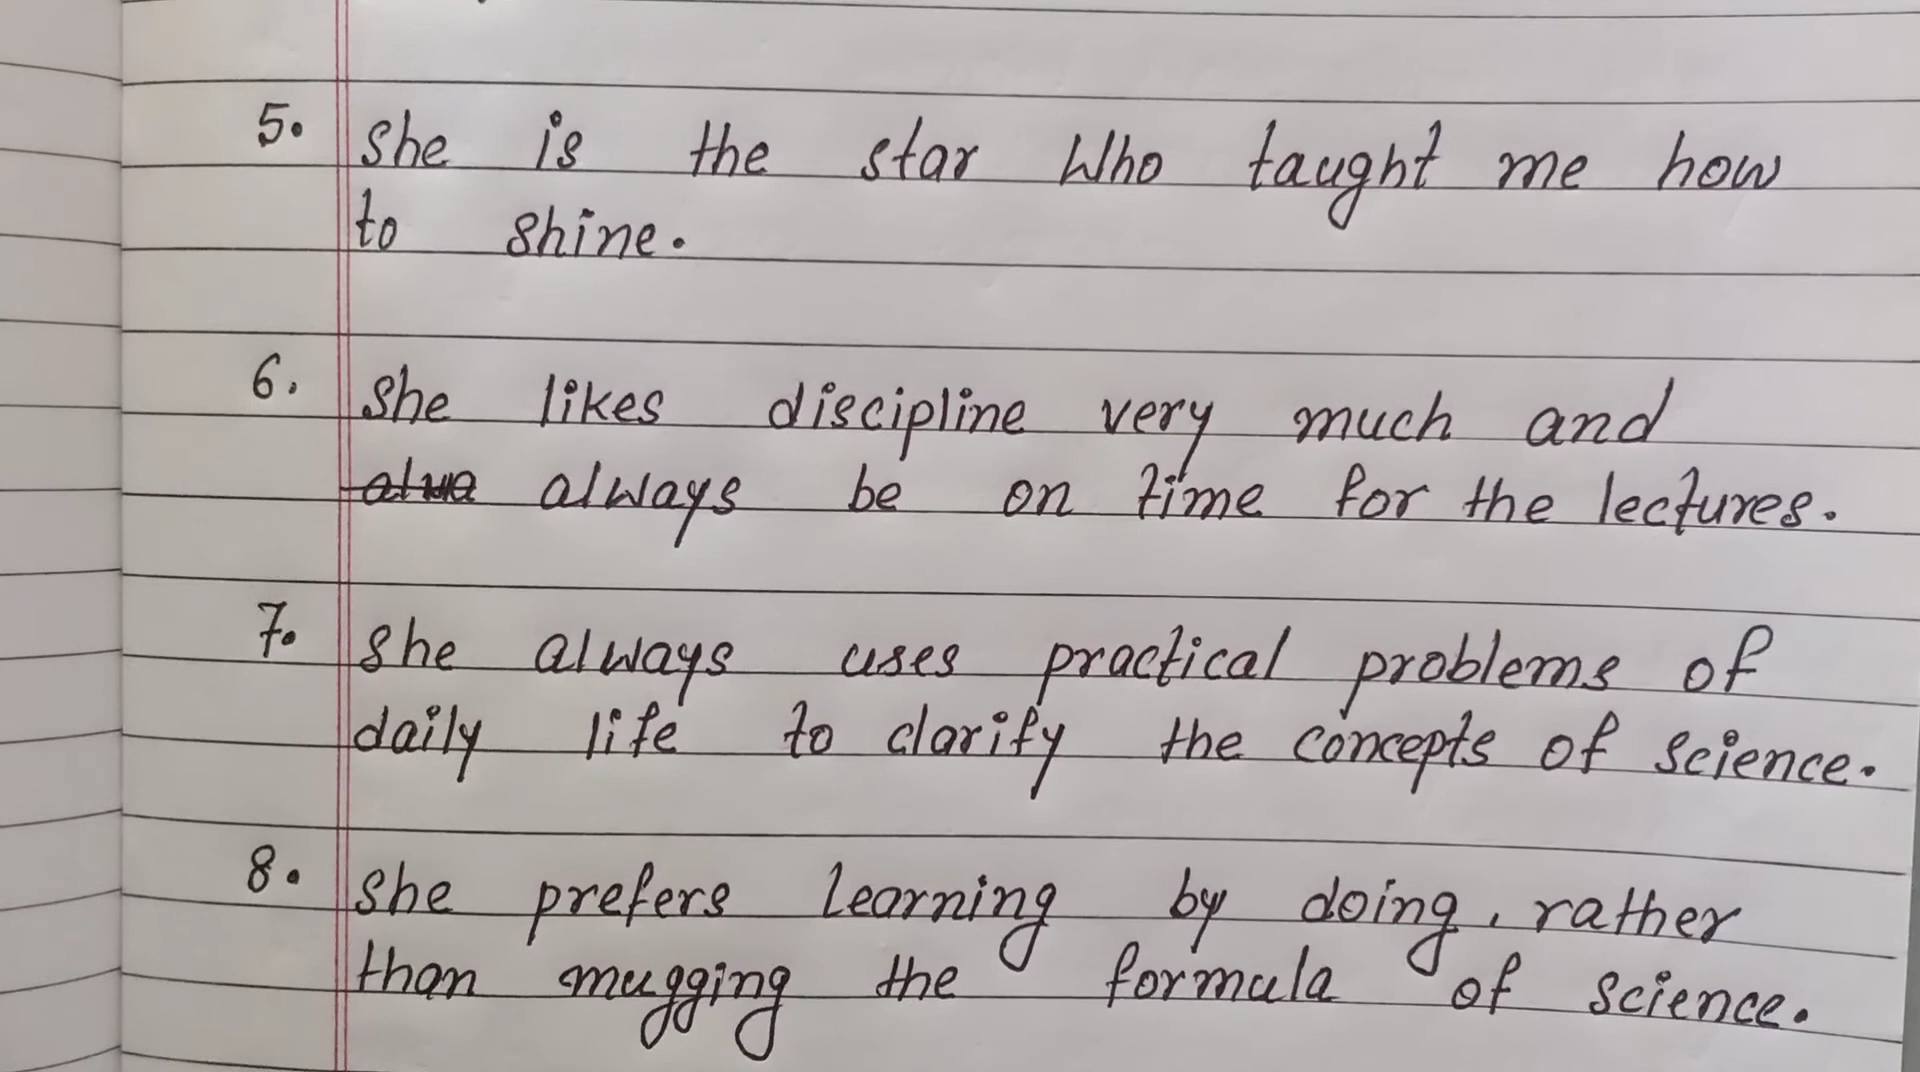 5. She is the star Who taught me how
to shine.
6. She likes discipline very much and
alwa always be on time for the lectures.
7. She always uses practical problems of
daily life to clarify the concepts of science.
8. She prefers learning by doing, rather
than mugging the formula of science.